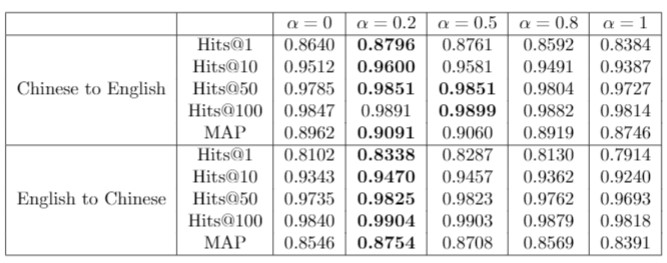 α = 0 α = 0.2 α = 0.5 α = 0.8 α = 1
Hits@1 0.8640 0.8796 0.8761 0.8592 0.8384
Hits@10 0.9512 0.9600 0.9581 0.9491 0.9387
Chinese to English Hits@50 0.9785 0.9851 0.9851 0.9804 0.9727
Hits@100 0.9847 0.9891 0.9899 0.9882 0.9814
MAP 0.8962 0.9091 0.9060 0.8919 0.8746
Hits@1 0.8102 0.8338 0.8287 0.8130 0.7914
Hits@10 0.9343 0.9470 0.9457 0.9362 0.9240
English to Chinese Hits@50 0.9735 0.9825 0.9823 0.9762 0.9693
Hits@100 0.9840 0.9904 0.9903 0.9879 0.9818
MAP 0.8546 0.8754 0.8708 0.8569 0.8391